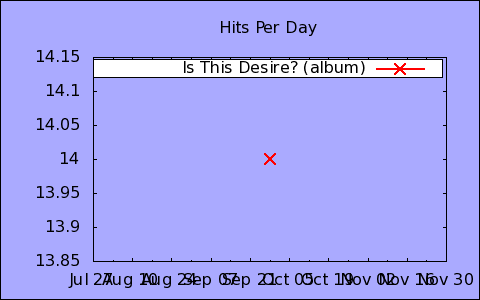 Hits Per Day
14.15
Is This Desire? (album)
14.1
14.05
14
13.95
13.9
13.85
Jul 27 Aug 10 Aug 24 Sep 07 Sep 21 Oct 05 Oct 19 Nov 02 Nov 16 Nov 30